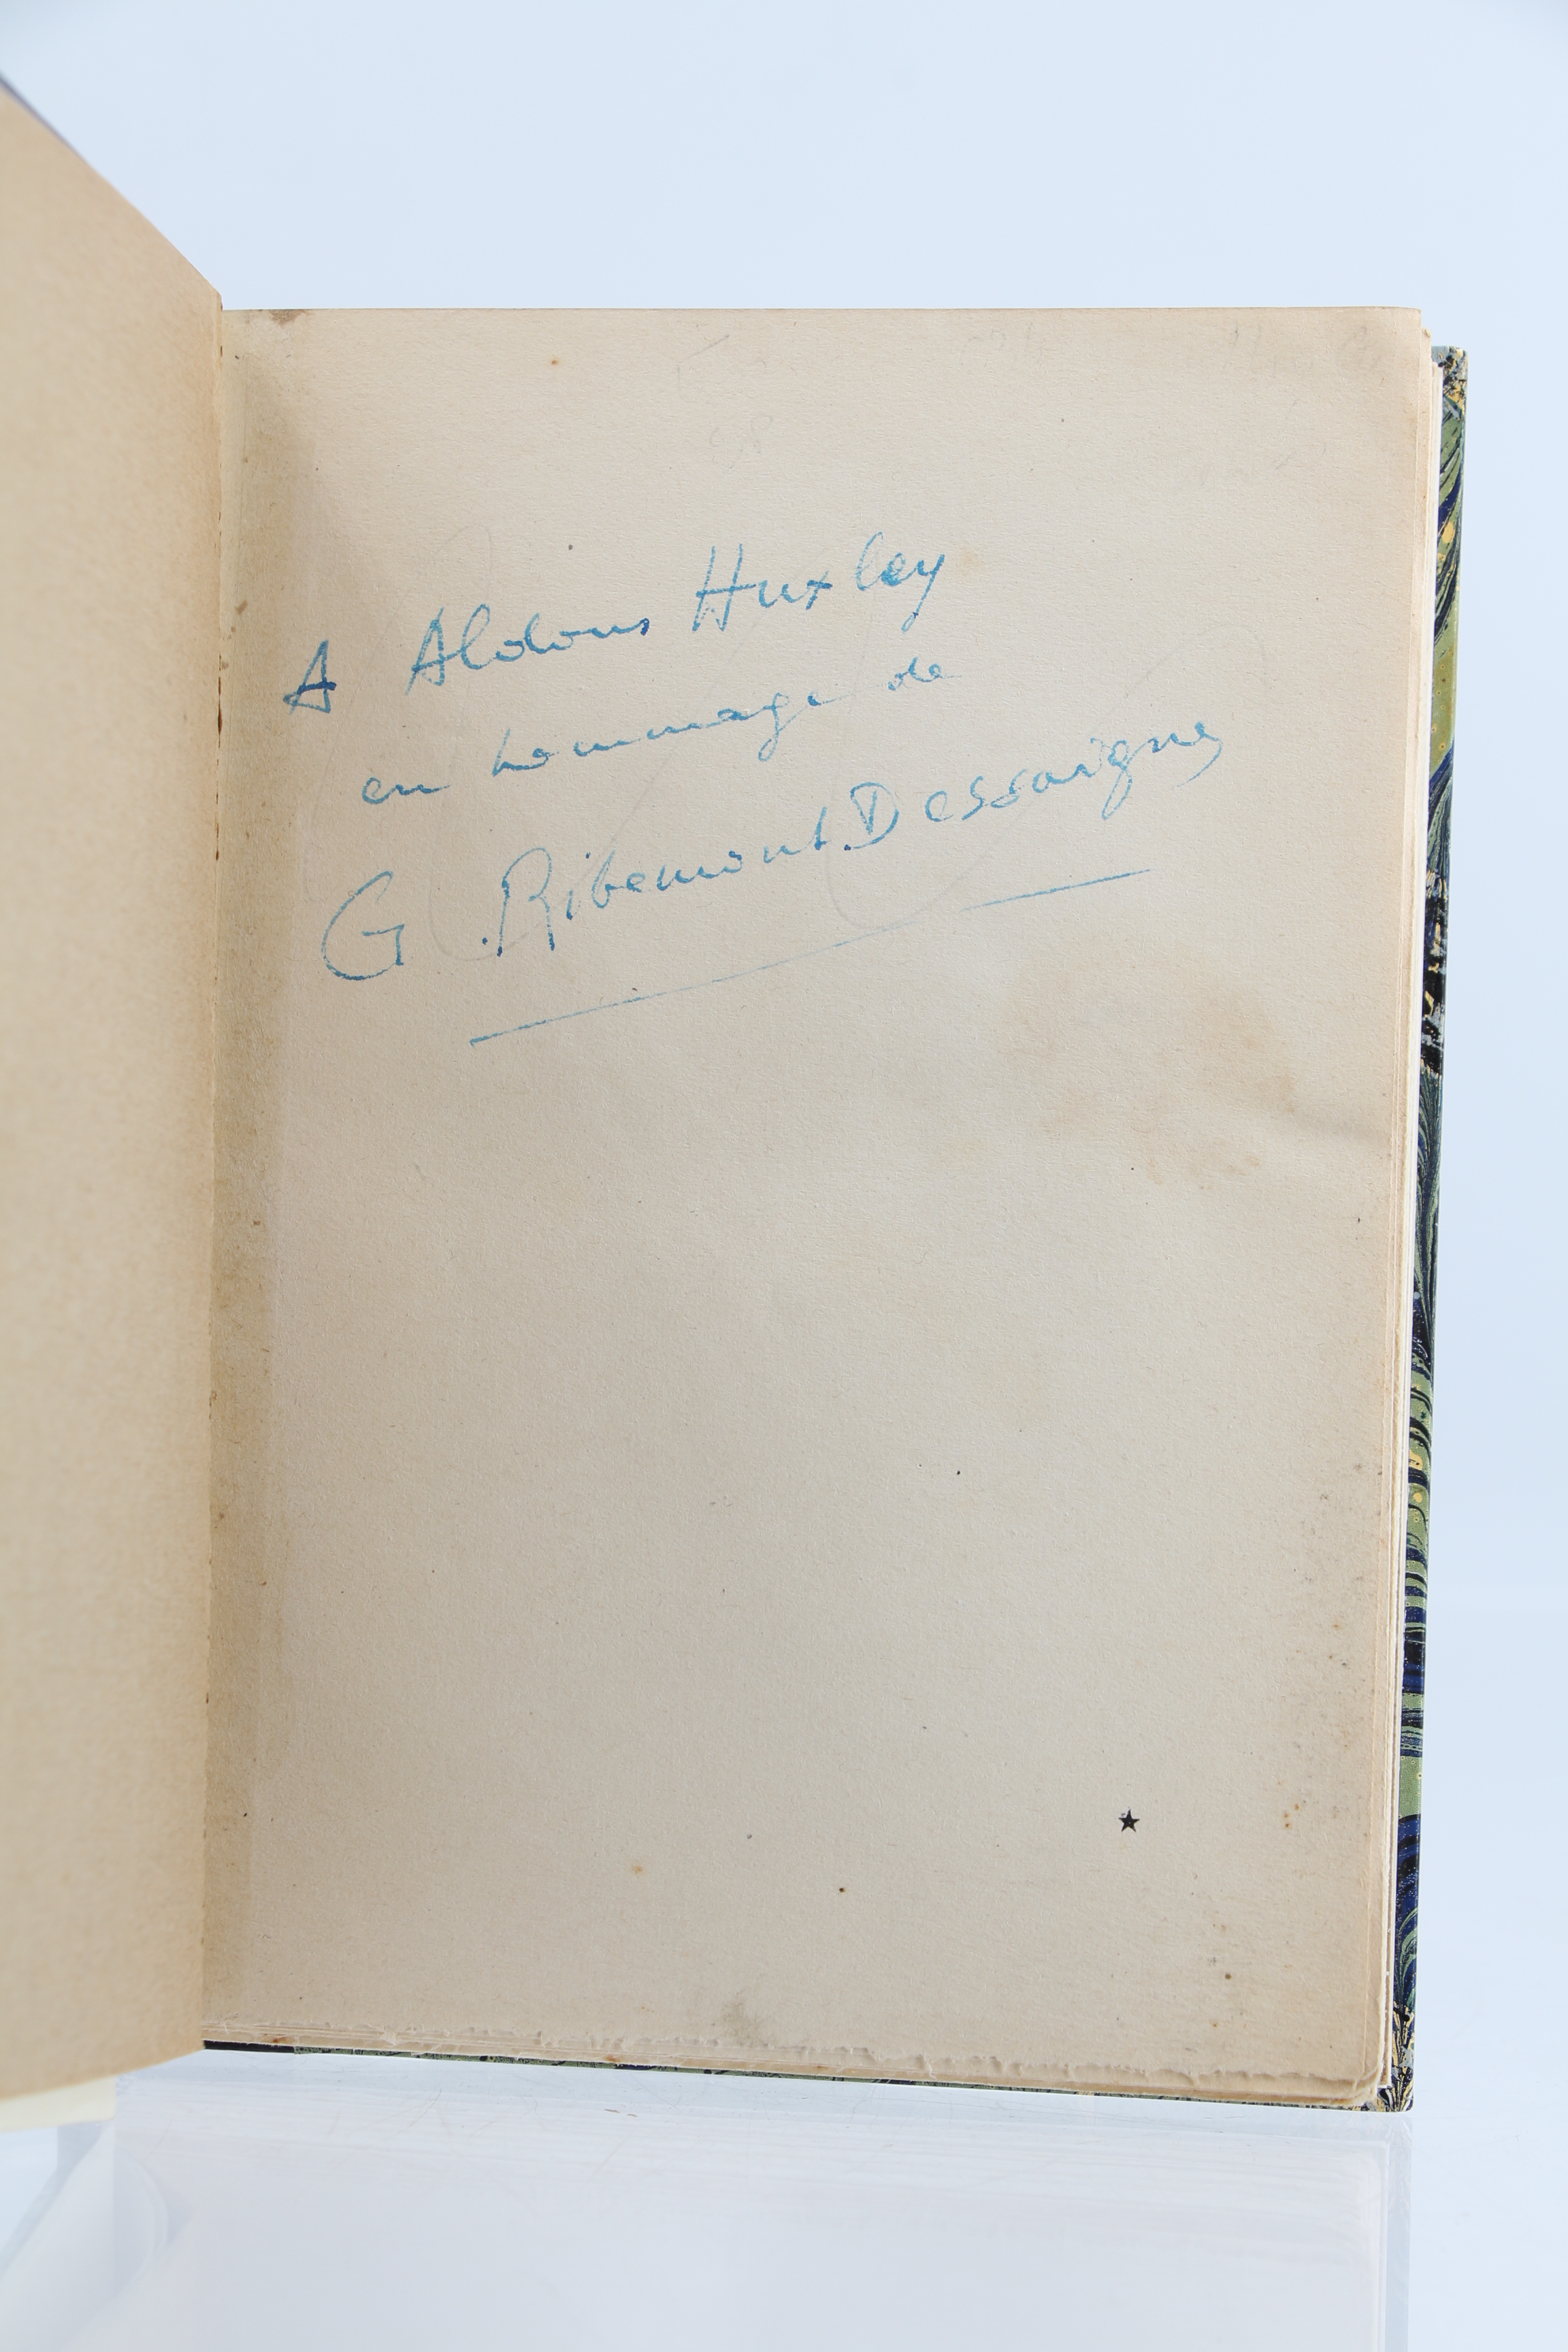 A Aldous Huxley
en hommage de
G. Ribemont.Dessaignes
★